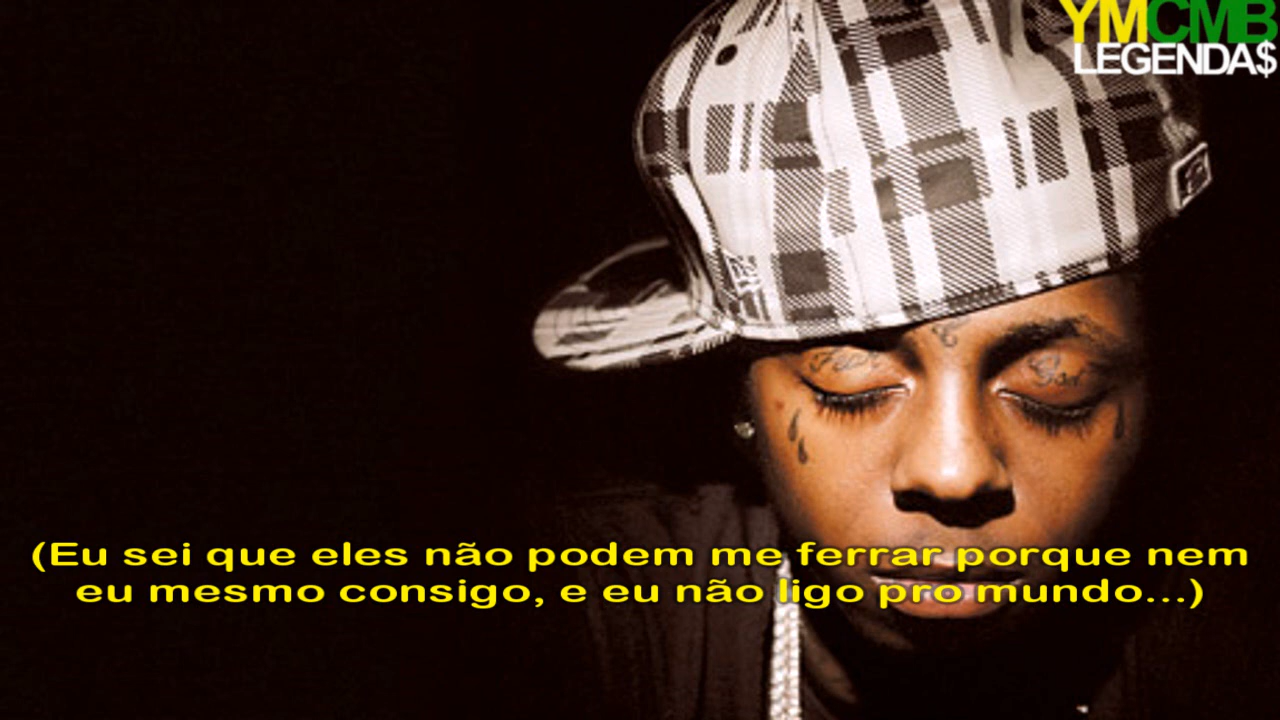 YMCMB
LEGENDA$
(Eu sei que eles não podem me ferrar porque nem
eu mesmo consigo, e eu não ligo pro mundo...)